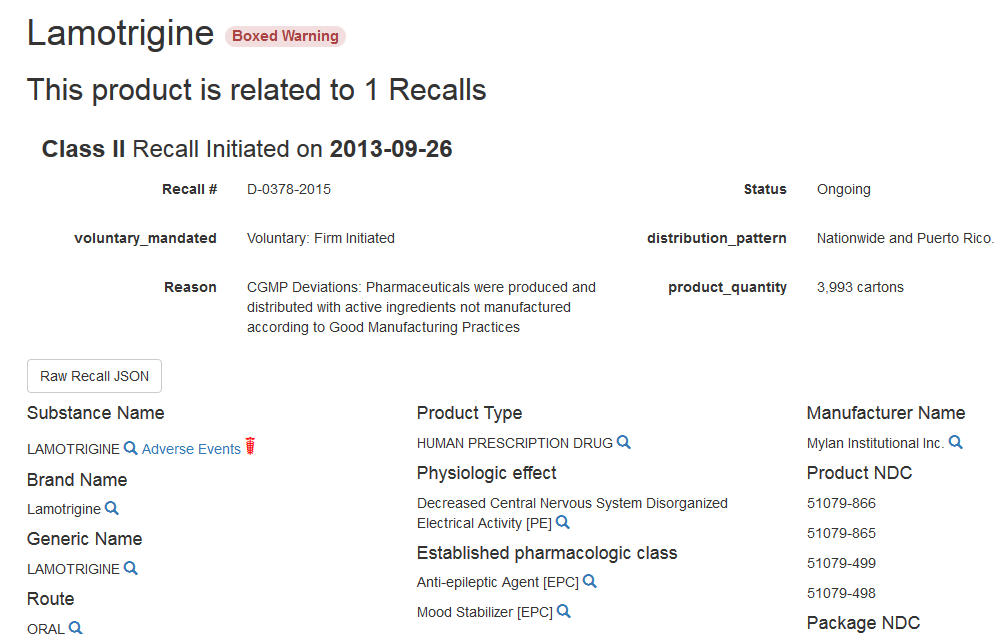 Lamotrigine Boxed Warning
This product is related to 1 Recalls
Class II Recall Initiated on 2013-09-26
Recall # D-0378-2015 Status Ongoing
voluntary_mandated Voluntary: Firm Initiated distribution_pattern Nationwide and Puerto Rico.
Reason CGMP Deviations: Pharmaceuticals were produced and product_quantity 3,993 cartons
distributed with active ingredients not manufactured
according to Good Manufacturing Practices
Raw Recall JSON
Substance Name
LAMOTRIGINE Adverse Events
Brand Name
Lamotrigine
Generic Name
LAMOTRIGINE
Route
ORAL
Product Type
HUMAN PRESCRIPTION DRUG
Physiologic effect
Decreased Central Nervous System Disorganized
Electrical Activity [PE]
Established pharmacologic class
Anti-epileptic Agent [EPC]
Mood Stabilizer [EPC]
Manufacturer Name
Mylan Institutional Inc.
Product NDC
51079-866
51079-865
51079-499
51079-498
Package NDC